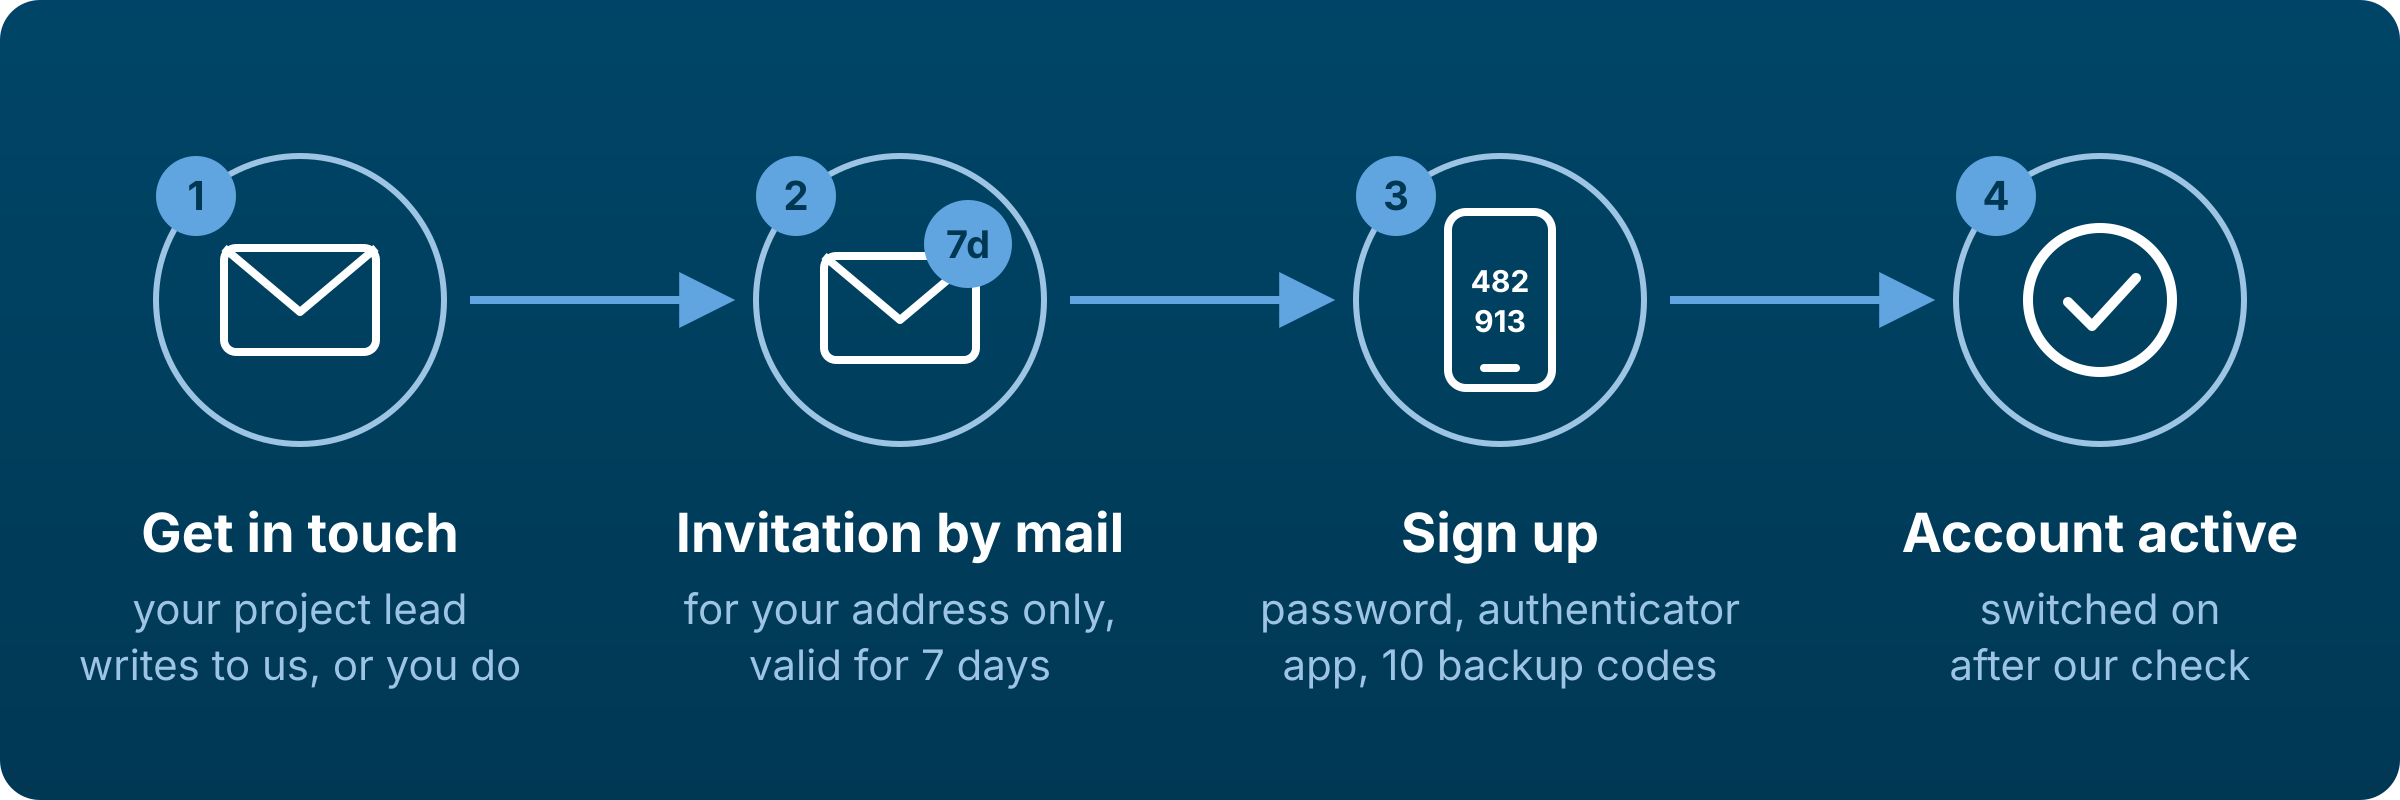 1
2
7d
3
482
913
4
Get in touch
your project lead
writes to us, or you do
Invitation by mail
for your address only,
valid for 7 days
Sign up
password, authenticator
app, 10 backup codes
Account active
switched on
after our check